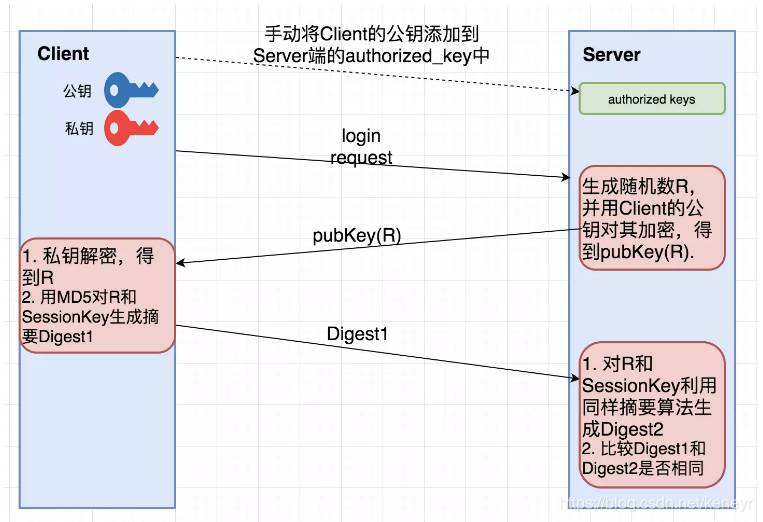 手动将Client的公钥添加到
Server端的authorized_key中
Client
Server
公钥
authorized keys
私钥
login
request
生成随机数R，
并用Client的公
钥对其加密，得
到pubKey(R).
pubKey(R)
1. 私钥解密，得
到R
2. 用MD5对R和
SessionKey生成摘
要Digest1
Digest1
1. 对R和
SessionKey利用
同样摘要算法生
成Digest2
2. 比较Digest1和
Digest2是否相同
https://blog.csdn.net/keneyr